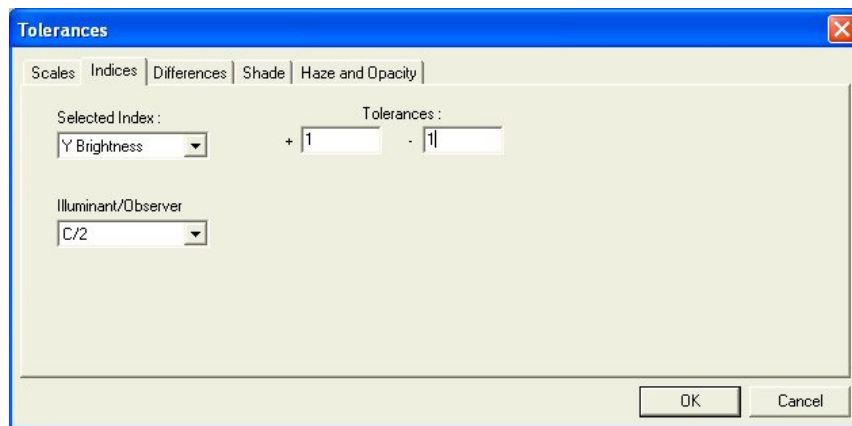 Tolerances
Scales Indices Differences Shade Haze and Opacity
Selected Index : Tolerances :
Y Brightness + 1 - 1
Illuminant/Observer
C/2
OK Cancel